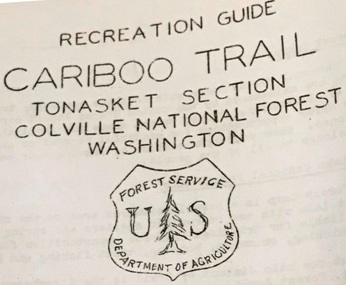 RECREATION GUIDE
CARIBOO TRAIL
TONASKET SECTION
COLVILLE NATIONAL FOREST
WASHINGTON
FOREST SERVICE
U S
DEPARTMENT OF AGRICULTURE